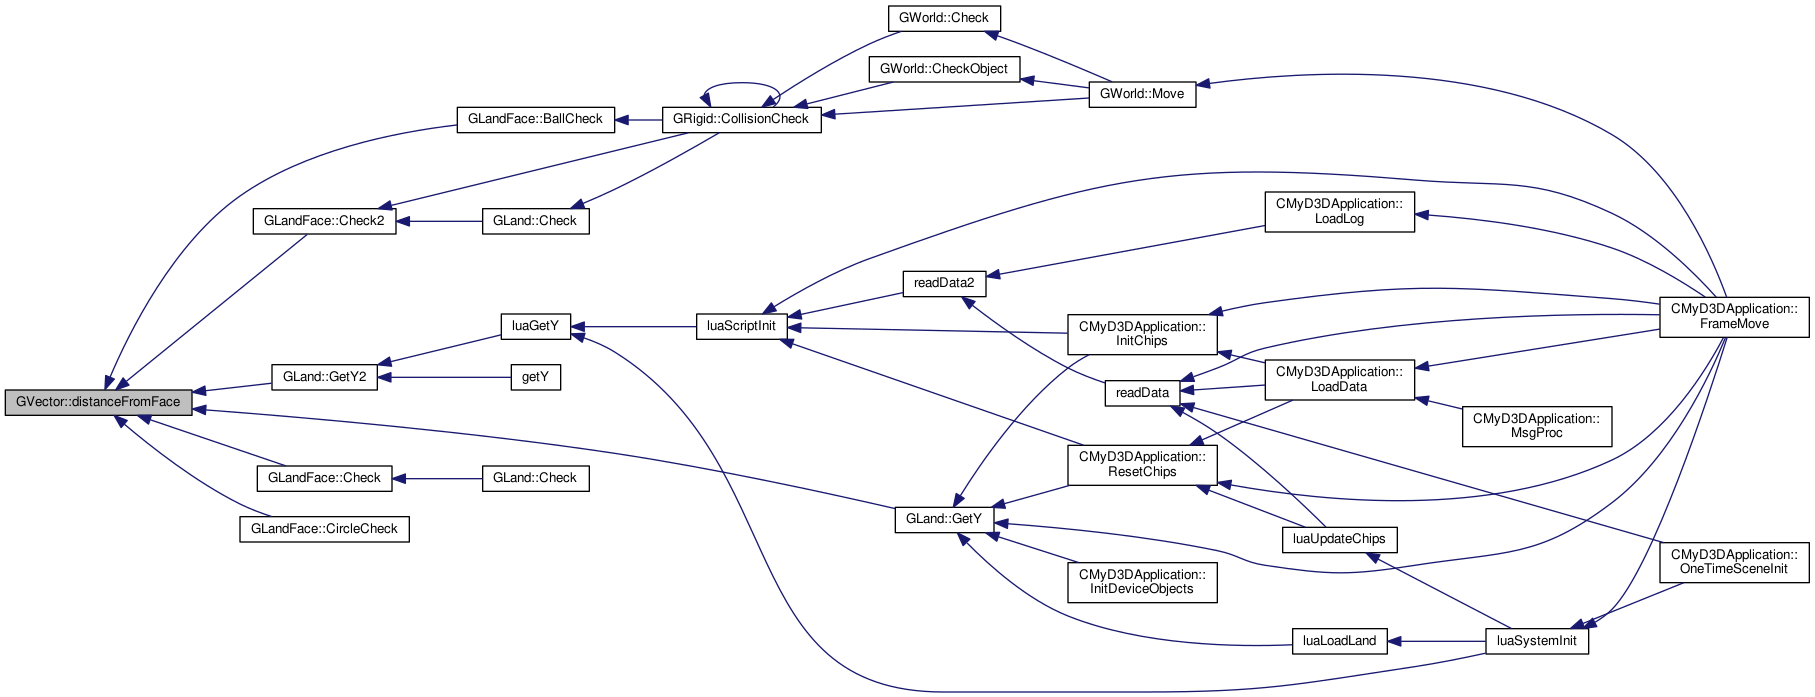 GWorld::Check
GWorld::CheckObject
GWorld::Move
GLandFace::BallCheck
GRigid::CollisionCheck
GLandFace::Check2
GLand::Check
CMyD3DApplication::
LoadLog
readData2
CMyD3DApplication::
FrameMove
luaGetY
luaScriptInit
CMyD3DApplication::
InitChips
GLand::GetY2
getY
readData
CMyD3DApplication::
LoadData
GVector::distanceFromFace
CMyD3DApplication::
MsgProc
GLandFace::Check
GLand::Check
CMyD3DApplication::
ResetChips
GLandFace::CircleCheck
GLand::GetY
luaUpdateChips
CMyD3DApplication::
OneTimeSceneInit
CMyD3DApplication::
InitDeviceObjects
luaLoadLand
luaSystemInit